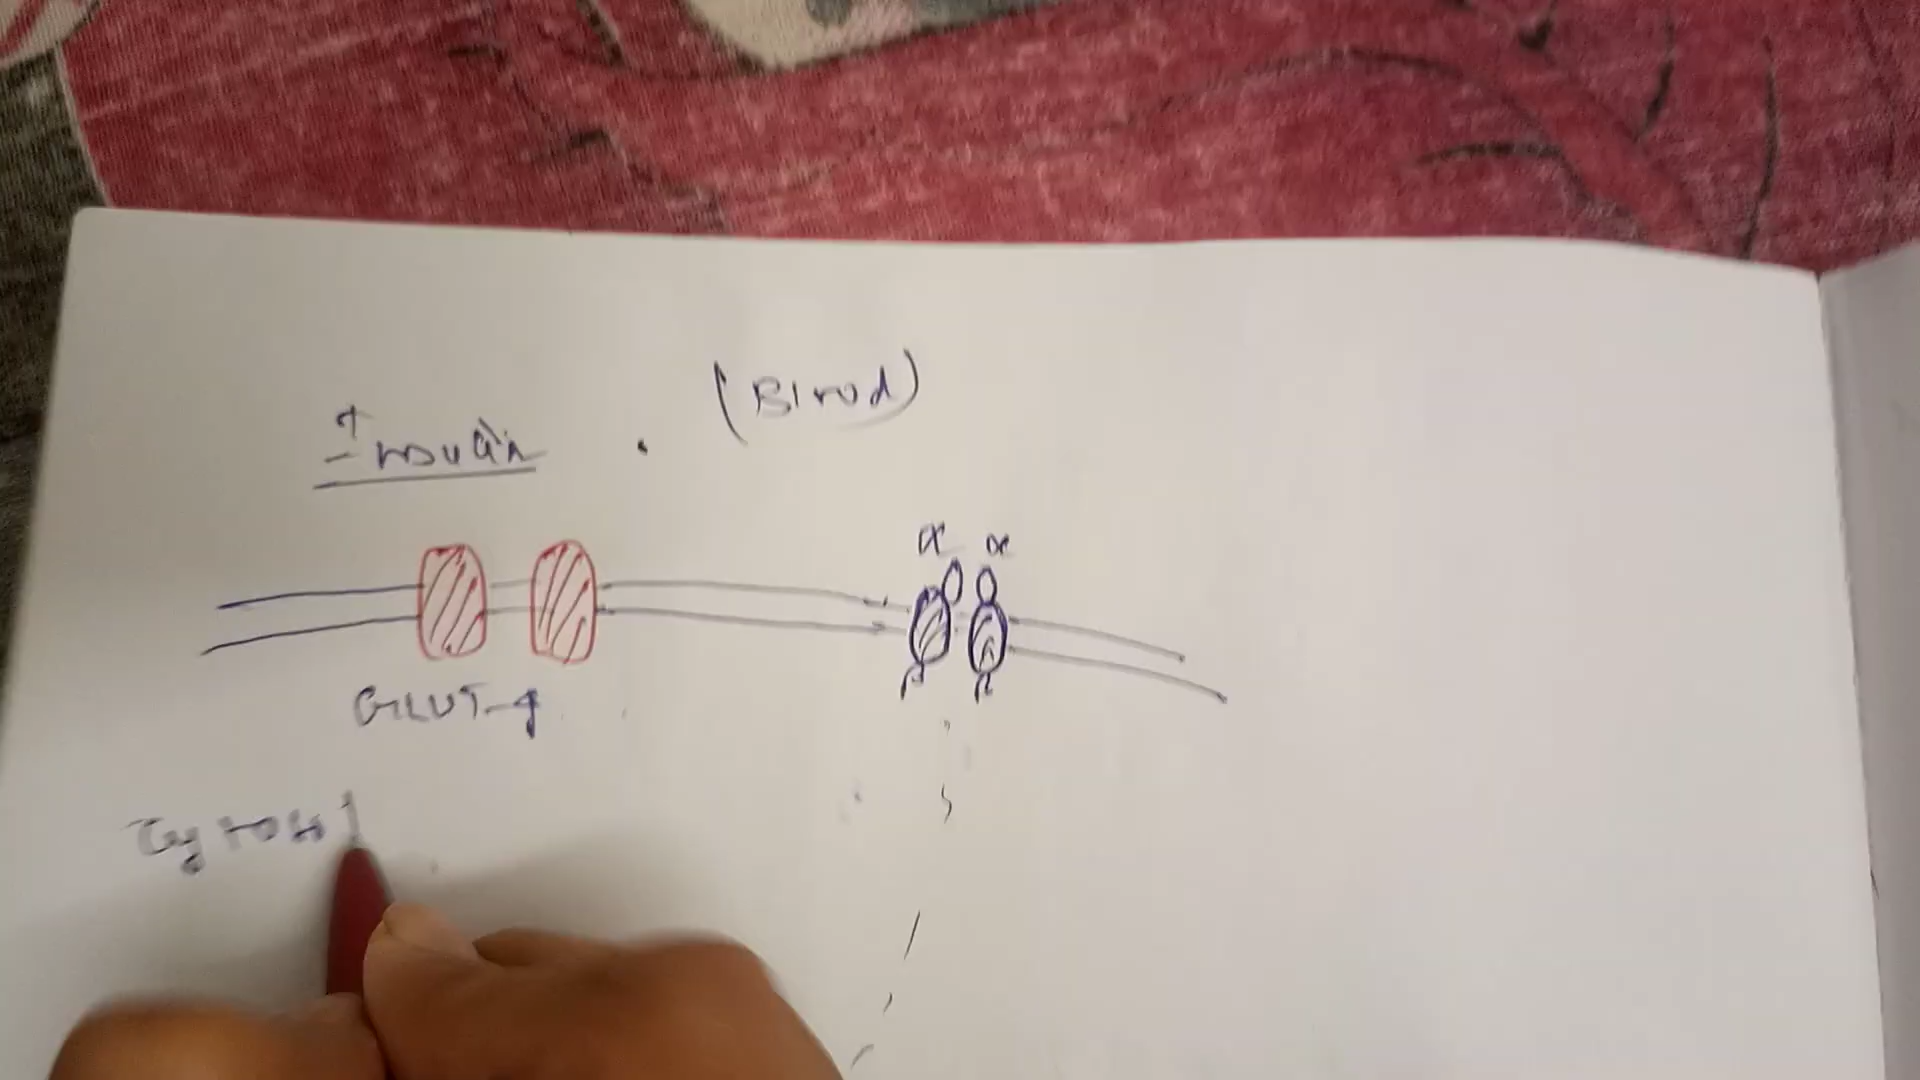 (Blood)
Insulin
α α
GLUT-4
β β
Cytosol